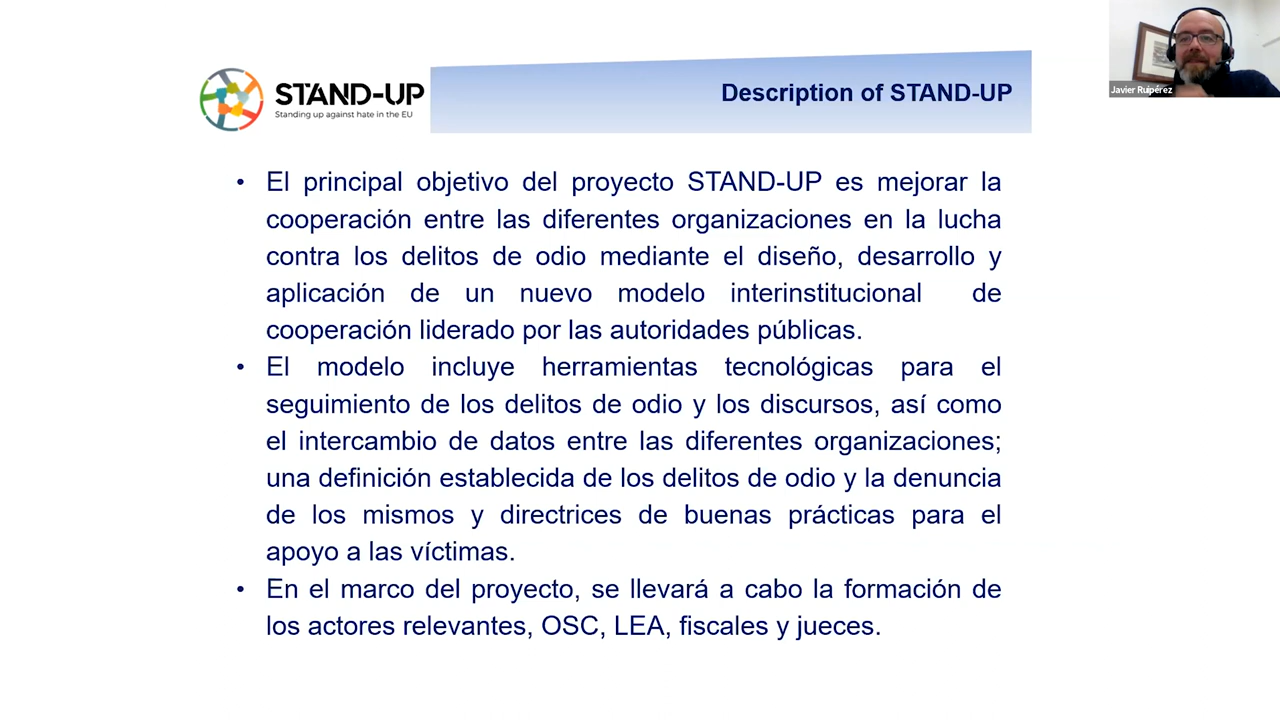 STAND-UP
Standing up against hate in the EU
Description of STAND-UP
Javier Ruipérez
• El principal objetivo del proyecto STAND-UP es mejorar la
cooperación entre las diferentes organizaciones en la lucha
contra los delitos de odio mediante el diseño, desarrollo y
aplicación de un nuevo modelo interinstitucional de
cooperación liderado por las autoridades públicas.
• El modelo incluye herramientas tecnológicas para el
seguimiento de los delitos de odio y los discursos, así como
el intercambio de datos entre las diferentes organizaciones;
una definición establecida de los delitos de odio y la denuncia
de los mismos y directrices de buenas prácticas para el
apoyo a las víctimas.
• En el marco del proyecto, se llevará a cabo la formación de
los actores relevantes, OSC, LEA, fiscales y jueces.